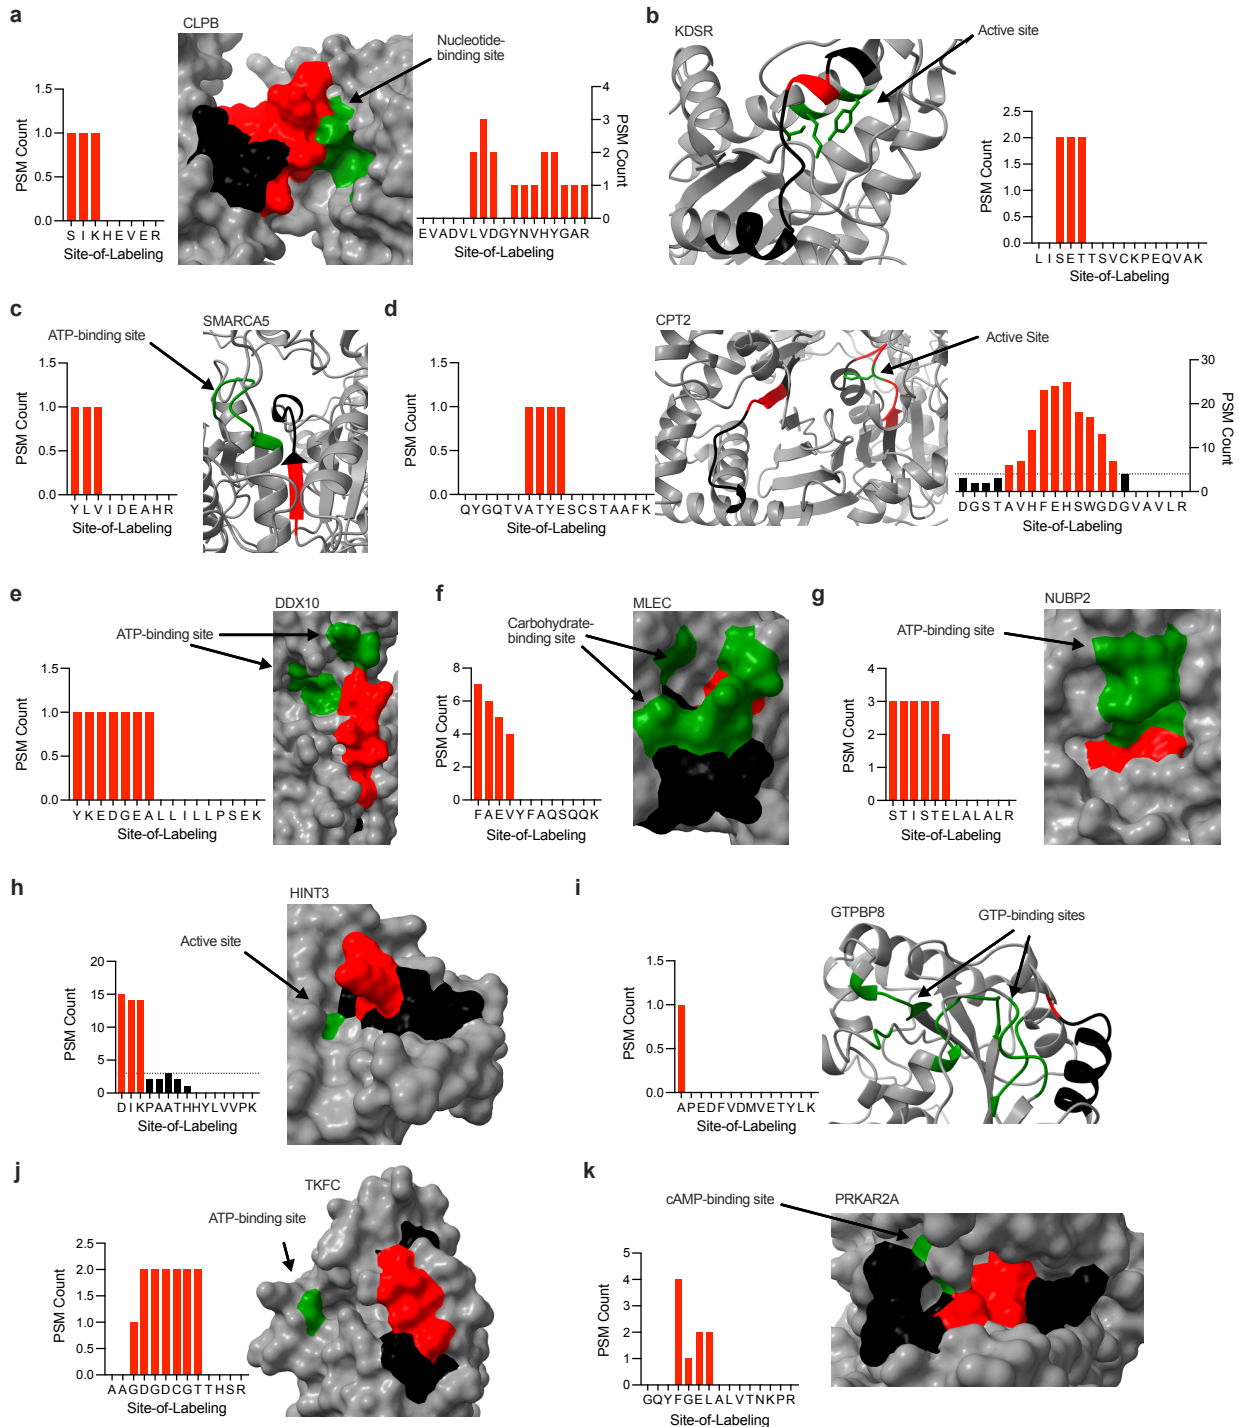 a
CLPB
Nucleotide-
binding site
PSM Count
1.5
1.0
0.5
0.0
S I K H E V E R
Site-of-Labeling
4
3
2
1
0
PSM Count
E V A D V L V D G Y N V H Y G A R
Site-of-Labeling
b
KDSR
Active site
PSM Count
2.5
2.0
1.5
1.0
0.5
0.0
L I S E T T S V C K P E Q V A K
Site-of-Labeling
c
SMARCA5
ATP-binding site
PSM Count
1.5
1.0
0.5
0.0
Y L V I D E A H R
Site-of-Labeling
d
CPT2
Active Site
PSM Count
1.5
1.0
0.5
0.0
Q Y G Q T V A T Y E S C S T A A F K
Site-of-Labeling
30
20
10
0
PSM Count
D G S T A V H F E H S W G D G V A V L R
Site-of-Labeling
e
DDX10
ATP-binding site
PSM Count
1.5
1.0
0.5
0.0
Y K E D G E A L L I L L P S E K
Site-of-Labeling
f
MLEC
Carbohydrate-
binding site
PSM Count
8
6
4
2
0
F A E V Y F A Q S Q Q K
Site-of-Labeling
g
NUBP2
ATP-binding site
PSM Count
4
3
2
1
0
S T I S T E L A L A L R
Site-of-Labeling
h
HINT3
Active site
PSM Count
20
15
10
5
0
D I K P A A T H H Y L V V P K
Site-of-Labeling
i
GTPBP8
GTP-binding sites
PSM Count
1.5
1.0
0.5
0.0
A P E D F V D M V E T Y L K
Site-of-Labeling
j
TKFC
ATP-binding site
PSM Count
2.5
2.0
1.5
1.0
0.5
0.0
A A G D G D C G T T H S R
Site-of-Labeling
k
cAMP-binding site
PRKAR2A
PSM Count
5
4
3
2
1
0
G Q Y F G E L A L V T N K P R
Site-of-Labeling